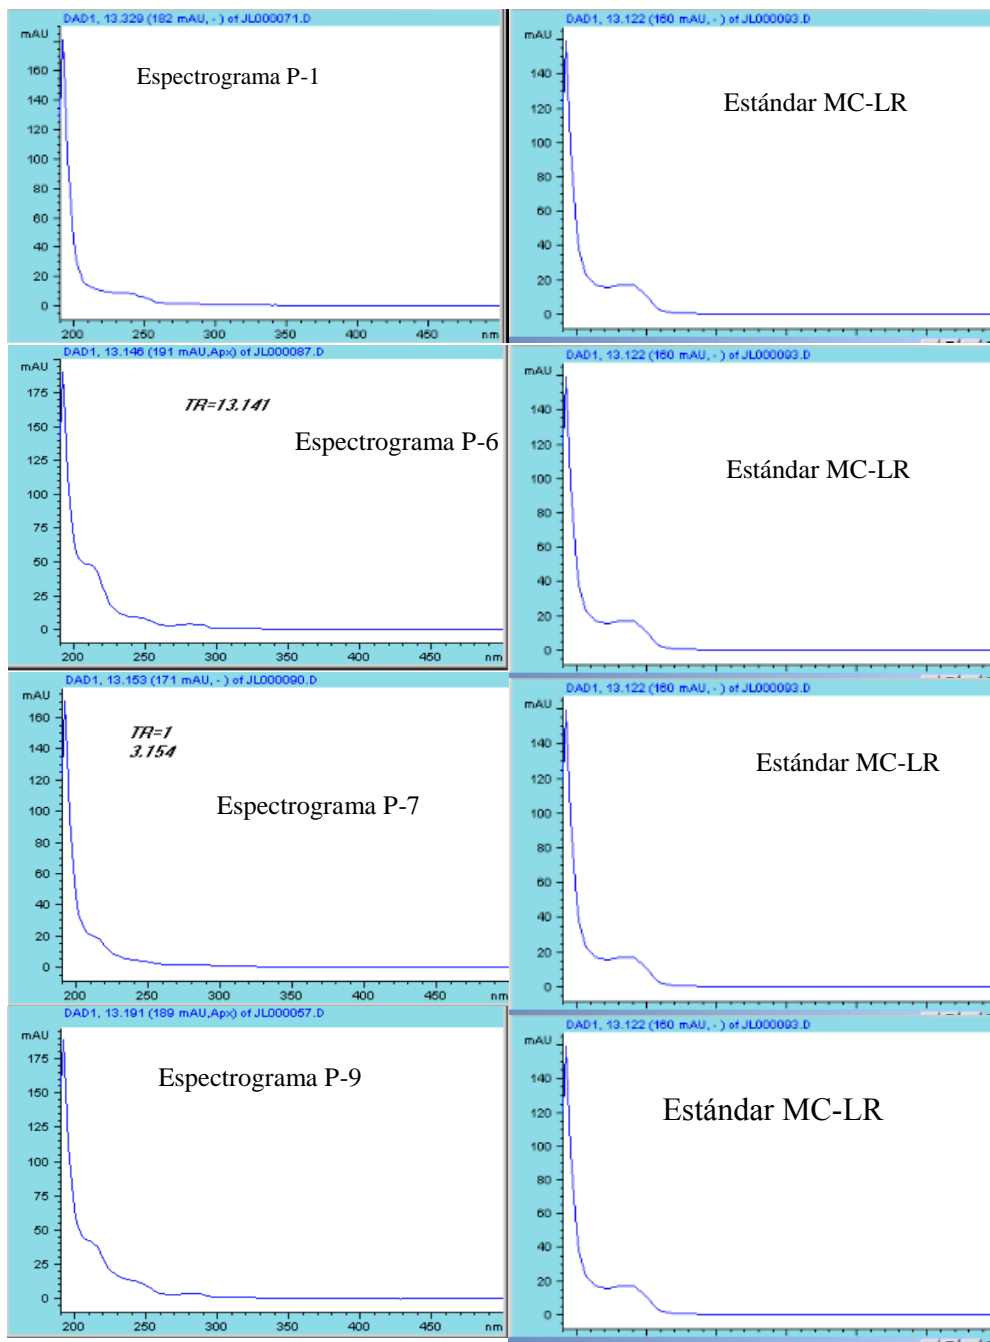 DAD1, 13.329 (182 mAU, - ) of JL000071.D
mAU
Espectrograma P-1
160
140
120
100
80
60
40
20
0
200 250 300 350 400 450 nm
DAD1, 13.122 (160 mAU, - ) of JL000093.D
mAU
Estándar MC-LR
140
120
100
80
60
40
20
0
DAD1, 13.146 (191 mAU,Apx) of JL000087.D
mAU
175
TR=13.141
Espectrograma P-6
150
125
100
75
50
25
0
200 250 300 350 400 450 nm
DAD1, 13.122 (160 mAU, - ) of JL000093.D
mAU
Estándar MC-LR
140
120
100
80
60
40
20
0
DAD1, 13.153 (171 mAU, - ) of JL000090.D
mAU
TR=1
3.154
Espectrograma P-7
160
140
120
100
80
60
40
20
0
200 250 300 350 400 450 nm
DAD1, 13.122 (160 mAU, - ) of JL000093.D
mAU
Estándar MC-LR
140
120
100
80
60
40
20
0
DAD1, 13.191 (189 mAU,Apx) of JL000057.D
mAU
Espectrograma P-9
175
150
125
100
75
50
25
0
200 250 300 350 400 450 nm
DAD1, 13.122 (160 mAU, - ) of JL000093.D
mAU
Estándar MC-LR
140
120
100
80
60
40
20
0